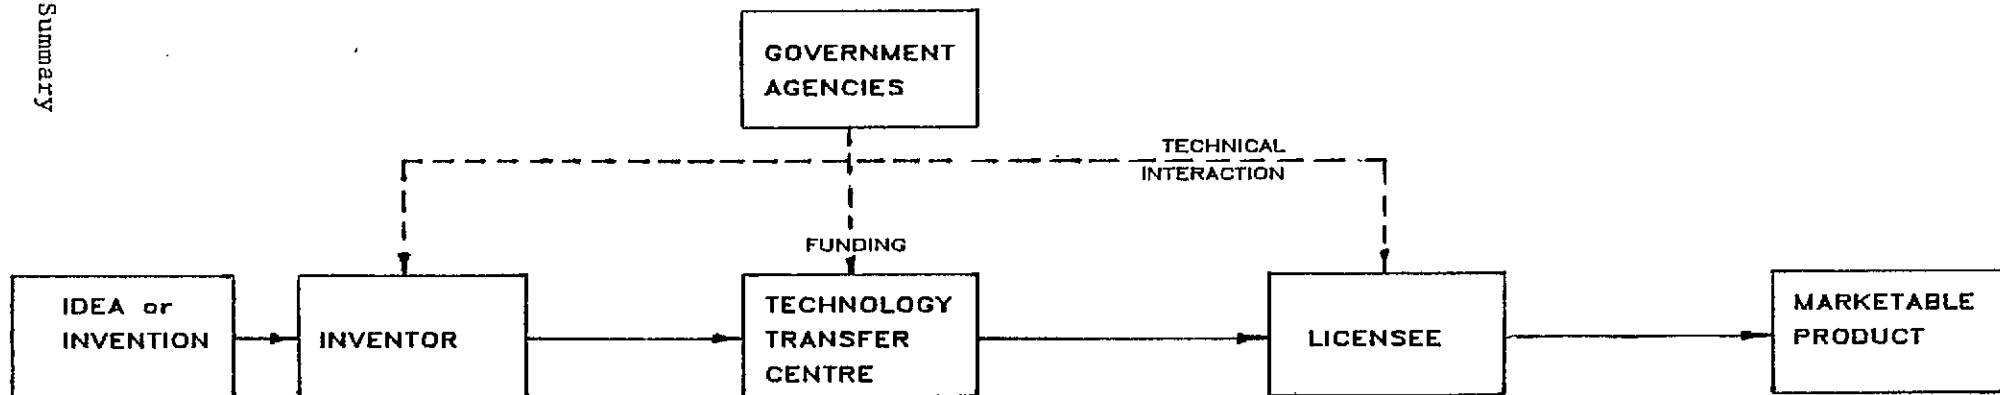 Summary
GOVERNMENT
AGENCIES
TECHNICAL
INTERACTION
FUNDING
IDEA or
INVENTION
INVENTOR
TECHNOLOGY
TRANSFER
CENTRE
LICENSEE
MARKETABLE
PRODUCT